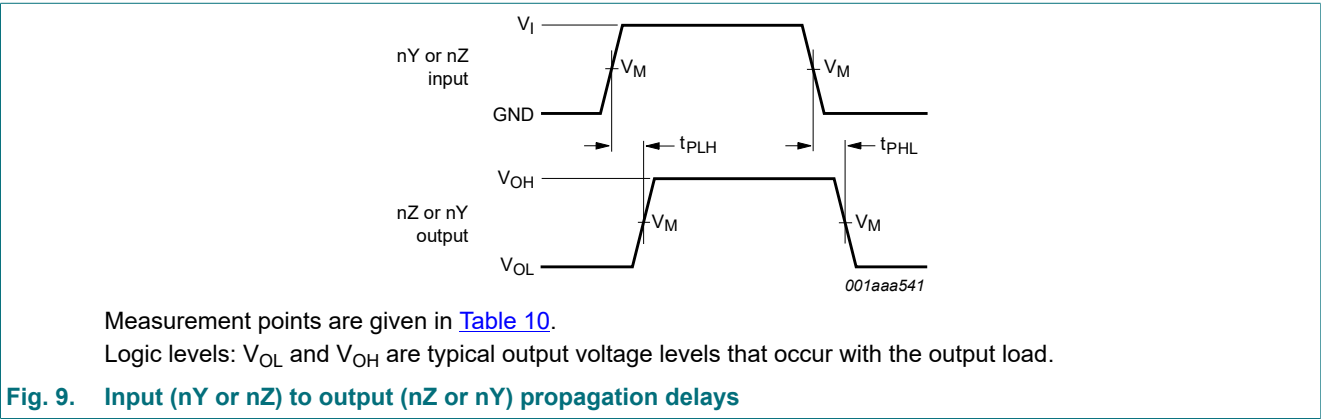 V_I
nY or nZ
input
V_M
V_M
GND
t_PLH
t_PHL
V_OH
nZ or nY
output
V_M
V_M
V_OL
001aaa541
Measurement points are given in Table 10.
Logic levels: V_OL and V_OH are typical output voltage levels that occur with the output load.
Fig. 9. Input (nY or nZ) to output (nZ or nY) propagation delays